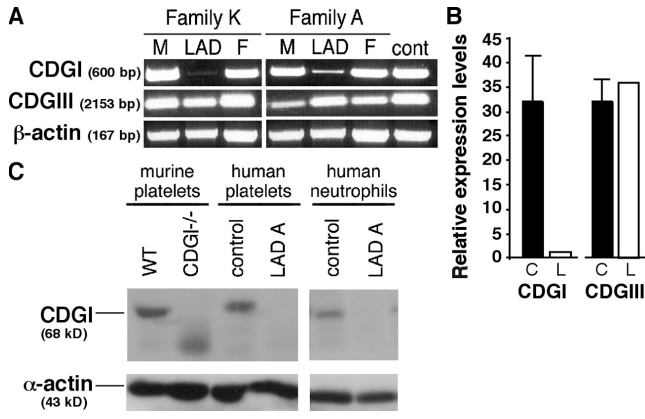 A
Family K Family A
M LAD F M LAD F cont
CDGI (600 bp)
CDGIII (2153 bp)
β-actin (167 bp)
B
Relative expression levels
45
40
35
30
25
20
15
10
5
0
C L C L
CDGI CDGIII
C
murine platelets
human platelets
human neutrophils
WT
CDGI-/-
control
LAD A
control
LAD A
CDGI
(68 kD)
α-actin
(43 kD)